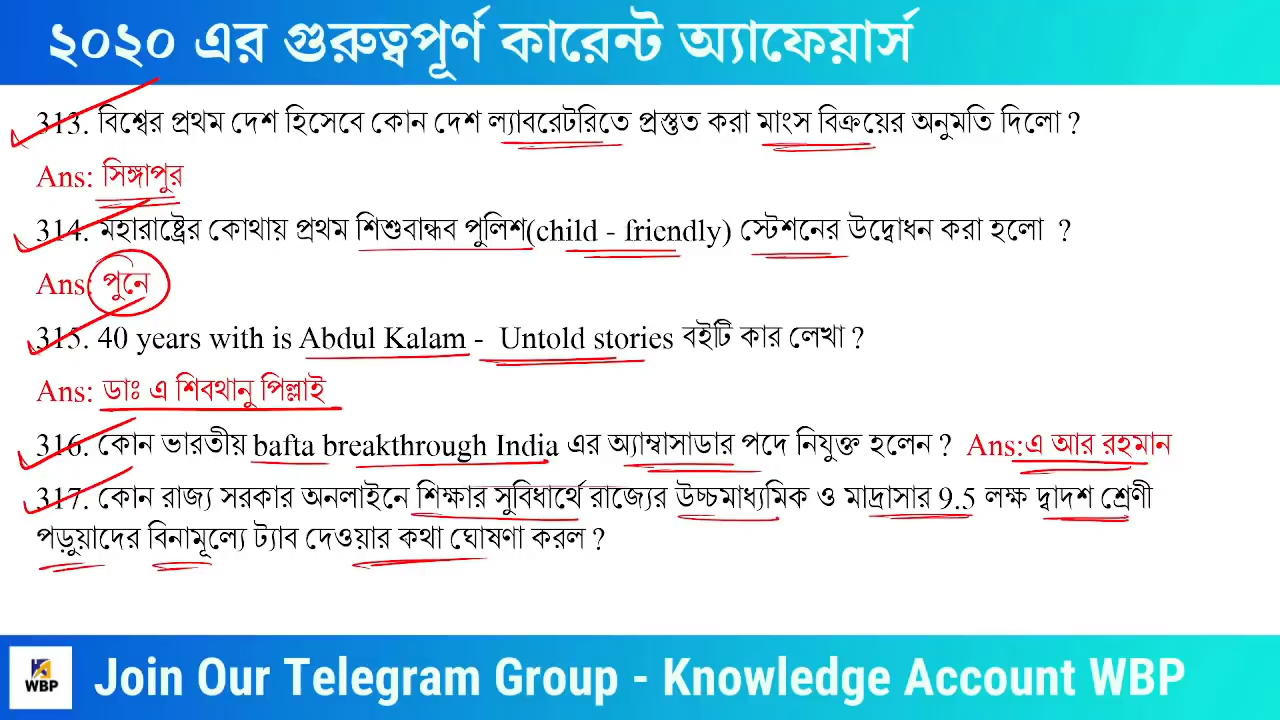 ২০২০ এর গুরুত্বপূর্ণ কারেন্ট অ্যাফেয়ার্স
313. বিশ্বের প্রথম দেশ হিসেবে কোন দেশ ল্যাবরেটরিতে প্রস্তুত করা মাংস বিক্রয়ের অনুমতি দিলো ?
Ans: সিঙ্গাপুর
314. মহারাষ্ট্রের কোথায় প্রথম শিশুবান্ধব পুলিশ(child - friendly) স্টেশনের উদ্বোধন করা হলো ?
Ans: পুনে
315. 40 years with is Abdul Kalam - Untold stories বইটি কার লেখা ?
Ans: ডাঃ এ শিবথানু পিল্লাই
316. কোন ভারতীয় bafta breakthrough India এর অ্যাম্বাসাডার পদে নিযুক্ত হলেন ? Ans:এ আর রহমান
317. কোন রাজ্য সরকার অনলাইনে শিক্ষার সুবিধার্থে রাজ্যের উচ্চমাধ্যমিক ও মাদ্রাসার 9.5 লক্ষ দ্বাদশ শ্রেণী
পড়ুয়াদের বিনামূল্যে ট্যাব দেওয়ার কথা ঘোষণা করল ?
WBP
Join Our Telegram Group - Knowledge Account WBP